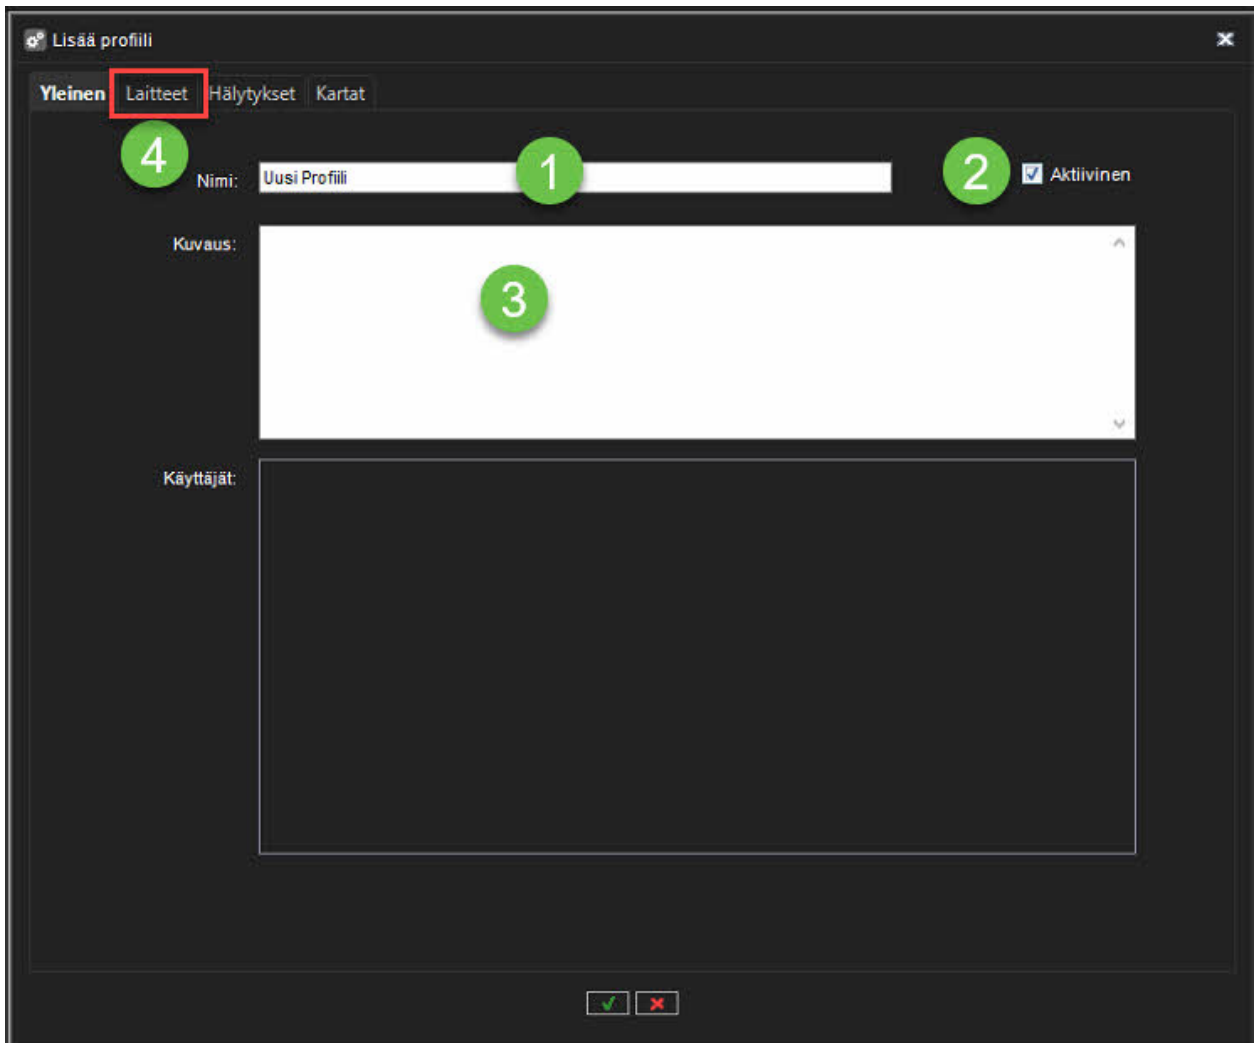 Lisää profiili
Yleinen Laitteet Hälytykset Kartat
4 Nimi: Uusi Profiili 1 2 Aktiivinen
Kuvaus:
3
Käyttäjät: